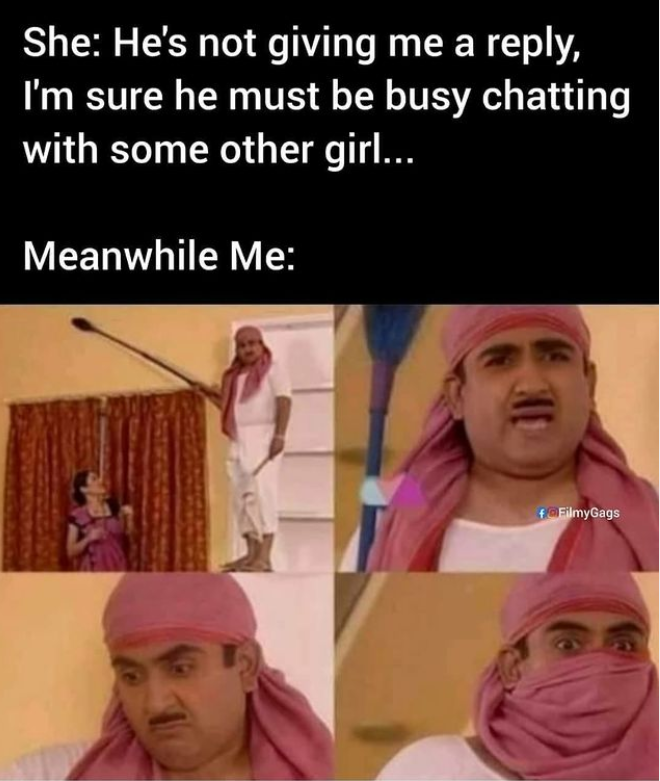 She: He's not giving me a reply,
I'm sure he must be busy chatting
with some other girl...
Meanwhile Me:
FilmyGags